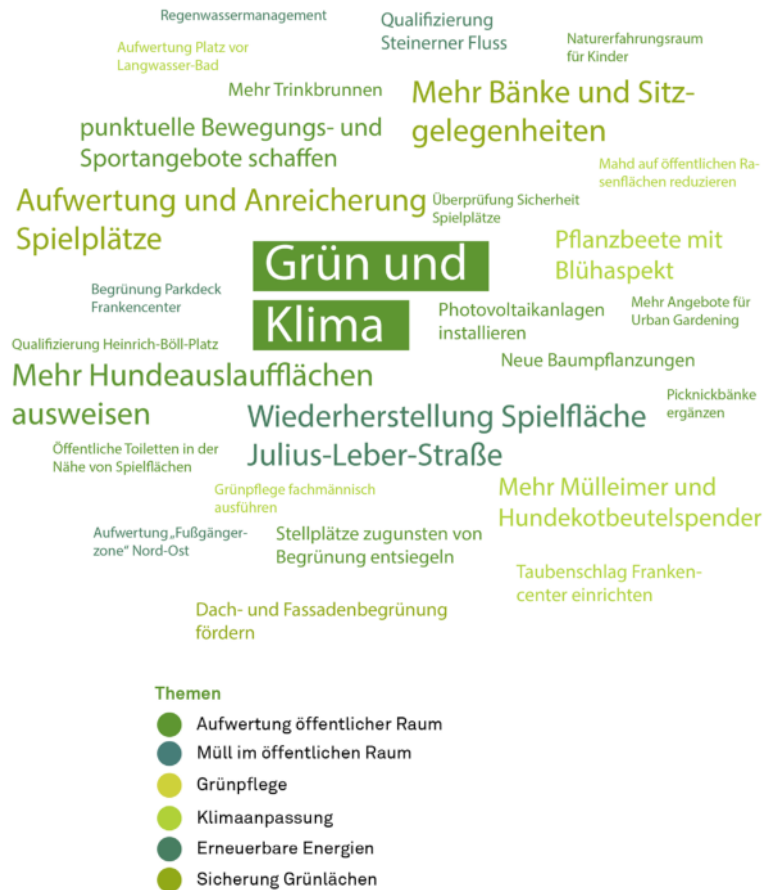 Regenwassermanagement
Qualifizierung
Steinerner Fluss
Naturerfahrungsraum
für Kinder
Aufwertung Platz vor
Langwasser-Bad
Mehr Trinkbrunnen
Mehr Bänke und Sitz-
gelegenheiten
punktuelle Bewegungs- und
Sportangebote schaffen
Mahd auf öffentlichen Ra-
senflächen reduzieren
Aufwertung und Anreicherung
Spielplätze
Überprüfung Sicherheit
Spielplätze
Pflanzbeete mit
Blühaspekt
Grün und
Klima
Begrünung Parkdeck
Frankencenter
Photovoltaikanlagen
installieren
Mehr Angebote für
Urban Gardening
Qualifizierung Heinrich-Böll-Platz
Neue Baumpflanzungen
Mehr Hundeauslaufflächen
ausweisen
Picknickbänke
ergänzen
Wiederherstellung Spielfläche
Julius-Leber-Straße
Öffentliche Toiletten in der
Nähe von Spielflächen
Grünpflege fachmännisch
ausführen
Mehr Mülleimer und
Hundekotbeutelspender
Aufwertung „Fußgänger-
zone" Nord-Ost
Stellplätze zugunsten von
Begrünung entsiegeln
Taubenschlag Franken-
center einrichten
Dach- und Fassadenbegrünung
fördern
Themen
Aufwertung öffentlicher Raum
Müll im öffentlichen Raum
Grünpflege
Klimaanpassung
Erneuerbare Energien
Sicherung Grünlächen